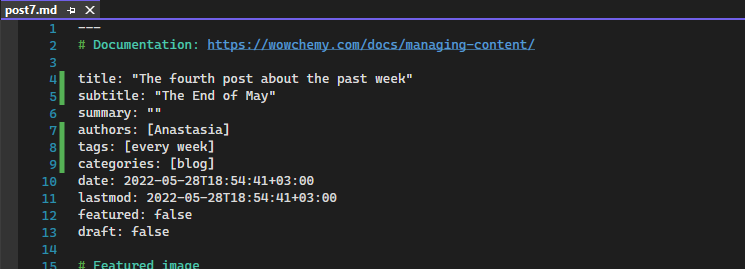 post7.md
1 ---
2 # Documentation: https://wowchemy.com/docs/managing-content/
3
4 title: "The fourth post about the past week"
5 subtitle: "The End of May"
6 summary: ""
7 authors: [Anastasia]
8 tags: [every week]
9 categories: [blog]
10 date: 2022-05-28T18:54:41+03:00
11 lastmod: 2022-05-28T18:54:41+03:00
12 featured: false
13 draft: false
14
15 # Featured image